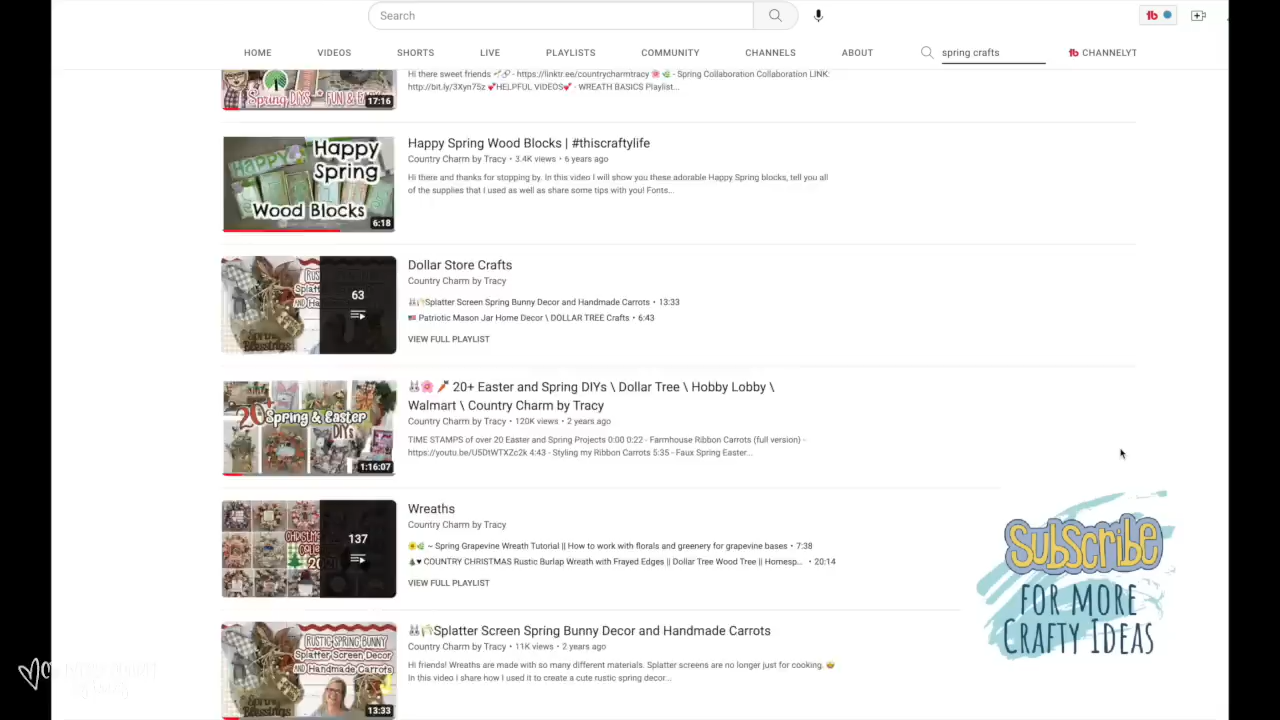 Search
HOME VIDEOS SHORTS LIVE PLAYLISTS COMMUNITY CHANNELS ABOUT spring crafts CHANNELYT
Spring DIYS FUN & EASY
17:16
Hi there sweet friends - https://linktr.ee/countrycharmtracy - Spring Collaboration Collaboration LINK:
http://bit.ly/3Xyn75z 💕HELPFUL VIDEOS💕 - WREATH BASICS Playlist...
HAPPY
Happy
Spring
Wood Blocks
6:18
Happy Spring Wood Blocks | #thiscraftylife
Country Charm by Tracy • 3.4K views • 6 years ago
Hi there and thanks for stopping by. In this video I will show you these adorable Happy Spring blocks, tell you all
of the supplies that I used as well as share some tips with you! Fonts...
63
Spring
Blessings
Dollar Store Crafts
Country Charm by Tracy
🐰🌾Splatter Screen Spring Bunny Decor and Handmade Carrots • 13:33
🇺🇸 Patriotic Mason Jar Home Decor \ DOLLAR TREE Crafts • 6:43
VIEW FULL PLAYLIST
20+
Spring & Easter
DIYs
1:16:07
🐰🌸🥕 20+ Easter and Spring DIYs \ Dollar Tree \ Hobby Lobby \
Walmart \ Country Charm by Tracy
Country Charm by Tracy • 120K views • 2 years ago
TIME STAMPS of over 20 Easter and Spring Projects 0:00 0:22 - Farmhouse Ribbon Carrots (full version) -
https://youtu.be/U5DtWTXZc2k 4:43 - Styling my Ribbon Carrots 5:35 - Faux Spring Easter...
137
Wreaths
Country Charm by Tracy
🌻🌿 ~ Spring Grapevine Wreath Tutorial || How to work with florals and greenery for grapevine bases • 7:38
🎄♥ COUNTRY CHRISTMAS Rustic Burlap Wreath with Frayed Edges || Dollar Tree Wood Tree || Homesp... • 20:14
VIEW FULL PLAYLIST
RUSTIC SPRING BUNNY
Splatter Screen Decor
and Handmade Carrots
Spring
Blessings
13:33
🐰🌾Splatter Screen Spring Bunny Decor and Handmade Carrots
Country Charm by Tracy • 11K views • 2 years ago
Hi friends! Wreaths are made with so many different materials. Splatter screens are no longer just for cooking. 🤠
In this video I share how I used it to create a cute rustic spring decor...
Subscribe
FOR MORE
CRAFTY IDEAS